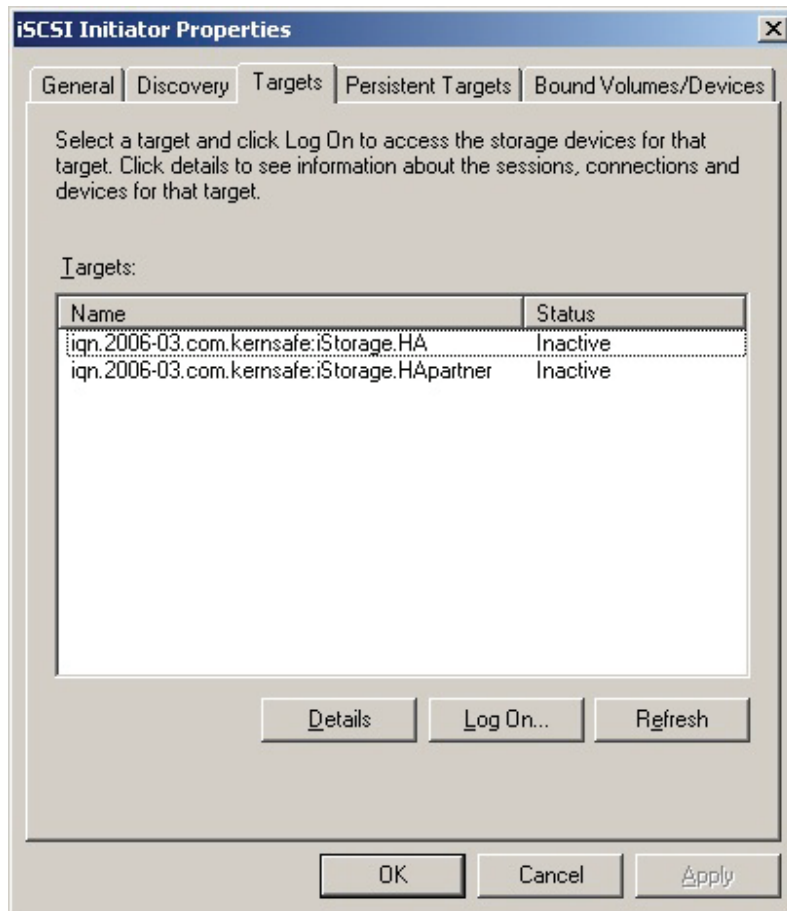 iSCSI Initiator Properties
General Discovery Targets Persistent Targets Bound Volumes/Devices
Select a target and click Log On to access the storage devices for that
target. Click details to see information about the sessions, connections and
devices for that target.
Targets:
Name Status
iqn.2006-03.com.kernsafe:iStorage.HA Inactive
iqn.2006-03.com.kernsafe:iStorage.HApartner Inactive
Details Log On... Refresh
OK Cancel Apply